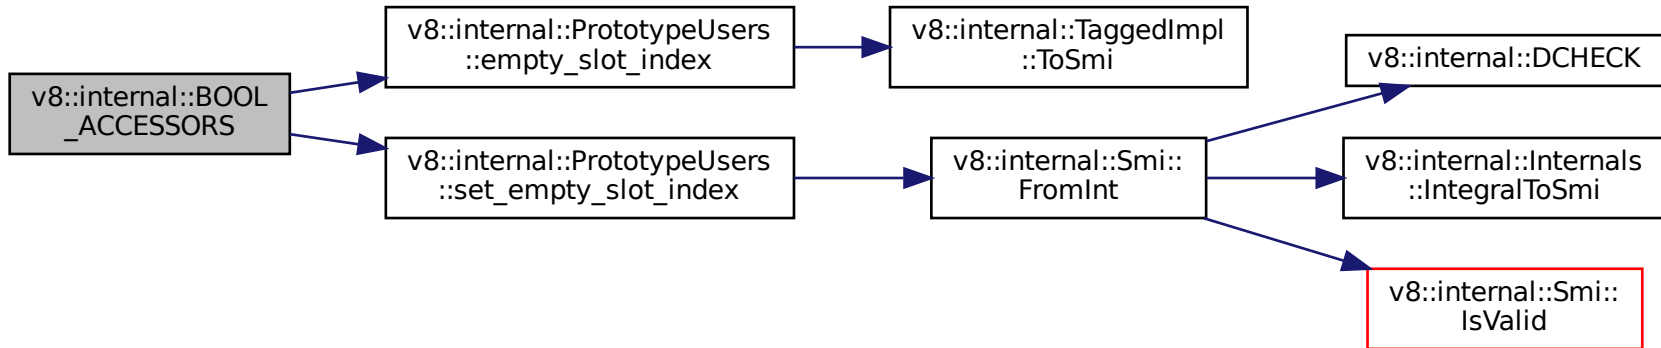 v8::internal::BOOL
_ACCESSORS
v8::internal::PrototypeUsers
::empty_slot_index
v8::internal::TaggedImpl
::ToSmi
v8::internal::PrototypeUsers
::set_empty_slot_index
v8::internal::Smi::
FromInt
v8::internal::DCHECK
v8::internal::Internals
::IntegralToSmi
v8::internal::Smi::
IsValid